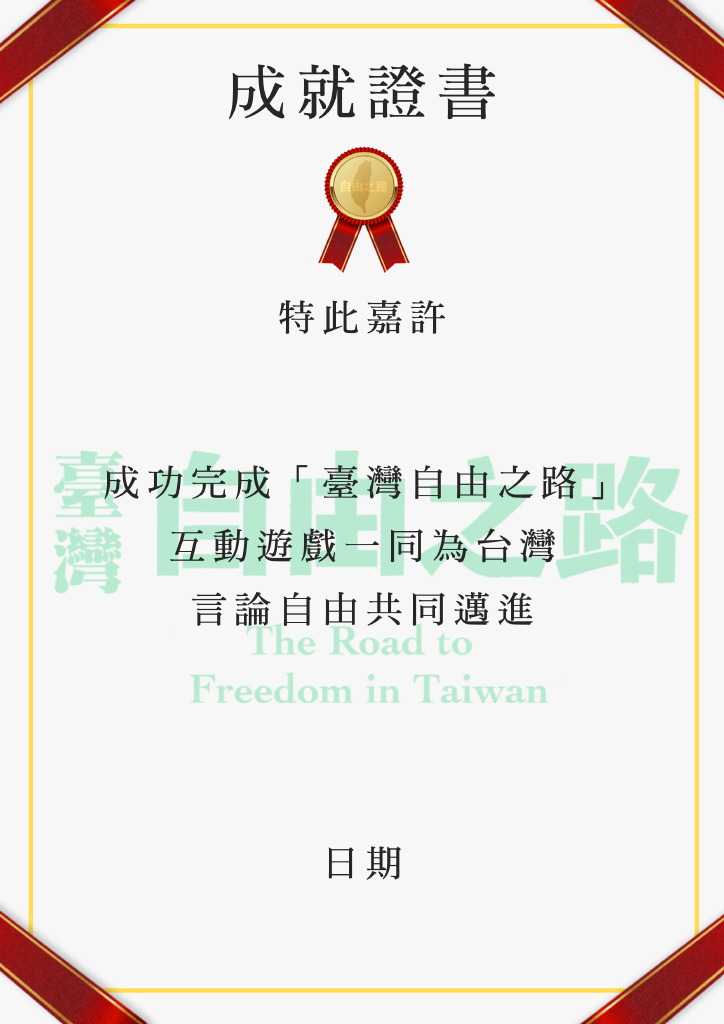 成就證書
自由之路
特此嘉許
臺灣 自由之路
成功完成「臺灣自由之路」
互動遊戲一同為台灣
言論自由共同邁進
The Road to
Freedom in Taiwan
日期